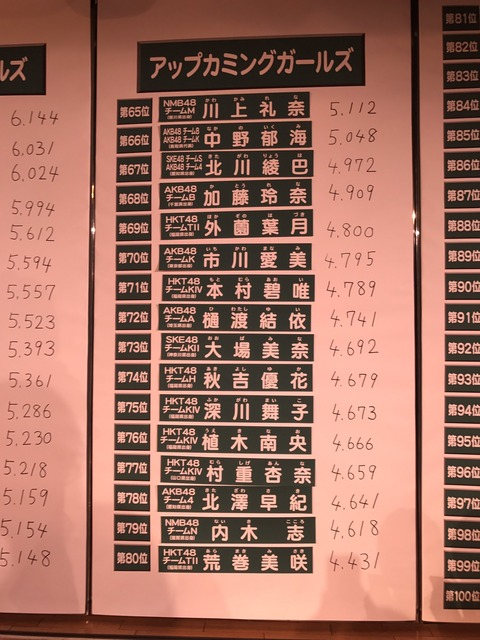 ルズ
6.144
6,031
6,024
5.994
5.612
5.594
5.557
5.523
5.393
5.361
5.286
5.230
5.218
5.159
5.154
5.148
アップカミングガールズ
第65位 NMB48 チームM 川上礼奈 5.112
第66位 AKB48 チーム8 AKB48 チームK 中野郁海 5.048
第67位 SKE48 チームS AKB48 チーム4 北川綾巴 4.972
第68位 AKB48 チームB 加藤玲奈 4.909
第69位 HKT48 チームTII 外薗葉月 4.800
第70位 AKB48 チームK 市川愛美 4.795
第71位 HKT48 チームKIV 本村碧唯 4.789
第72位 AKB48 チームA 樋渡結依 4.741
第73位 SKE48 チームKII 大場美奈 4.692
第74位 HKT48 チームH 秋吉優花 4.679
第75位 HKT48 チームKIV 深川舞子 4.673
第76位 HKT48 チームKIV 植木南央 4.666
第77位 HKT48 チームKIV 村重杏奈 4.659
第78位 AKB48 チーム4 北澤早紀 4.641
第79位 NMB48 チームN 内木志 4.618
第80位 HKT48 チームTII 荒巻美咲 4.431
第81位
第82位
第83位
第84位
第85位
第86位
第87位
第88位
第89位
第90位
第91位
第92位
第93位
第94位
第95位
第96位
第97位
第98位
第99位
第100位